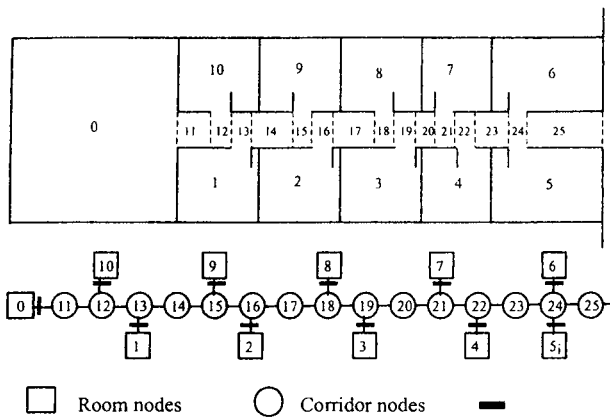 10 9 8 7 6
0
11 12 13 14 15 16 17 18 19 20 21 22 23 24 25
1 2 3 4 5
10 9 8 7 6
0 11 12 13 14 15 16 17 18 19 20 21 22 23 24 25
1 2 3 4 5i
Room nodes Corridor nodes